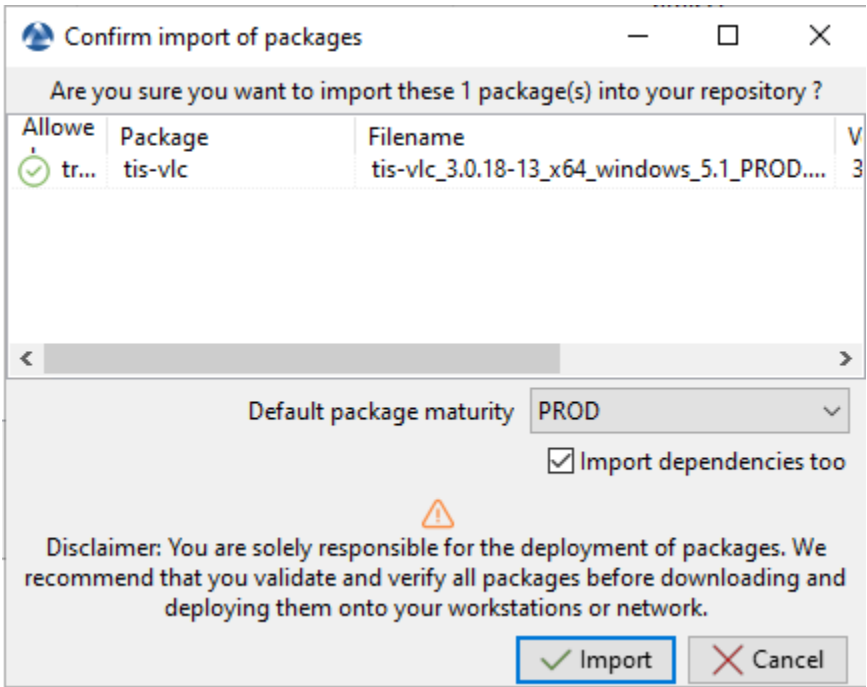 Confirm import of packages
Are you sure you want to import these 1 package(s) into your repository ?
Allowe Package Filename V
tr... tis-vlc tis-vlc_3.0.18-13_x64_windows_5.1_PROD.... 3
Default package maturity PROD
Import dependencies too
Disclaimer: You are solely responsible for the deployment of packages. We
recommend that you validate and verify all packages before downloading and
deploying them onto your workstations or network.
Import Cancel